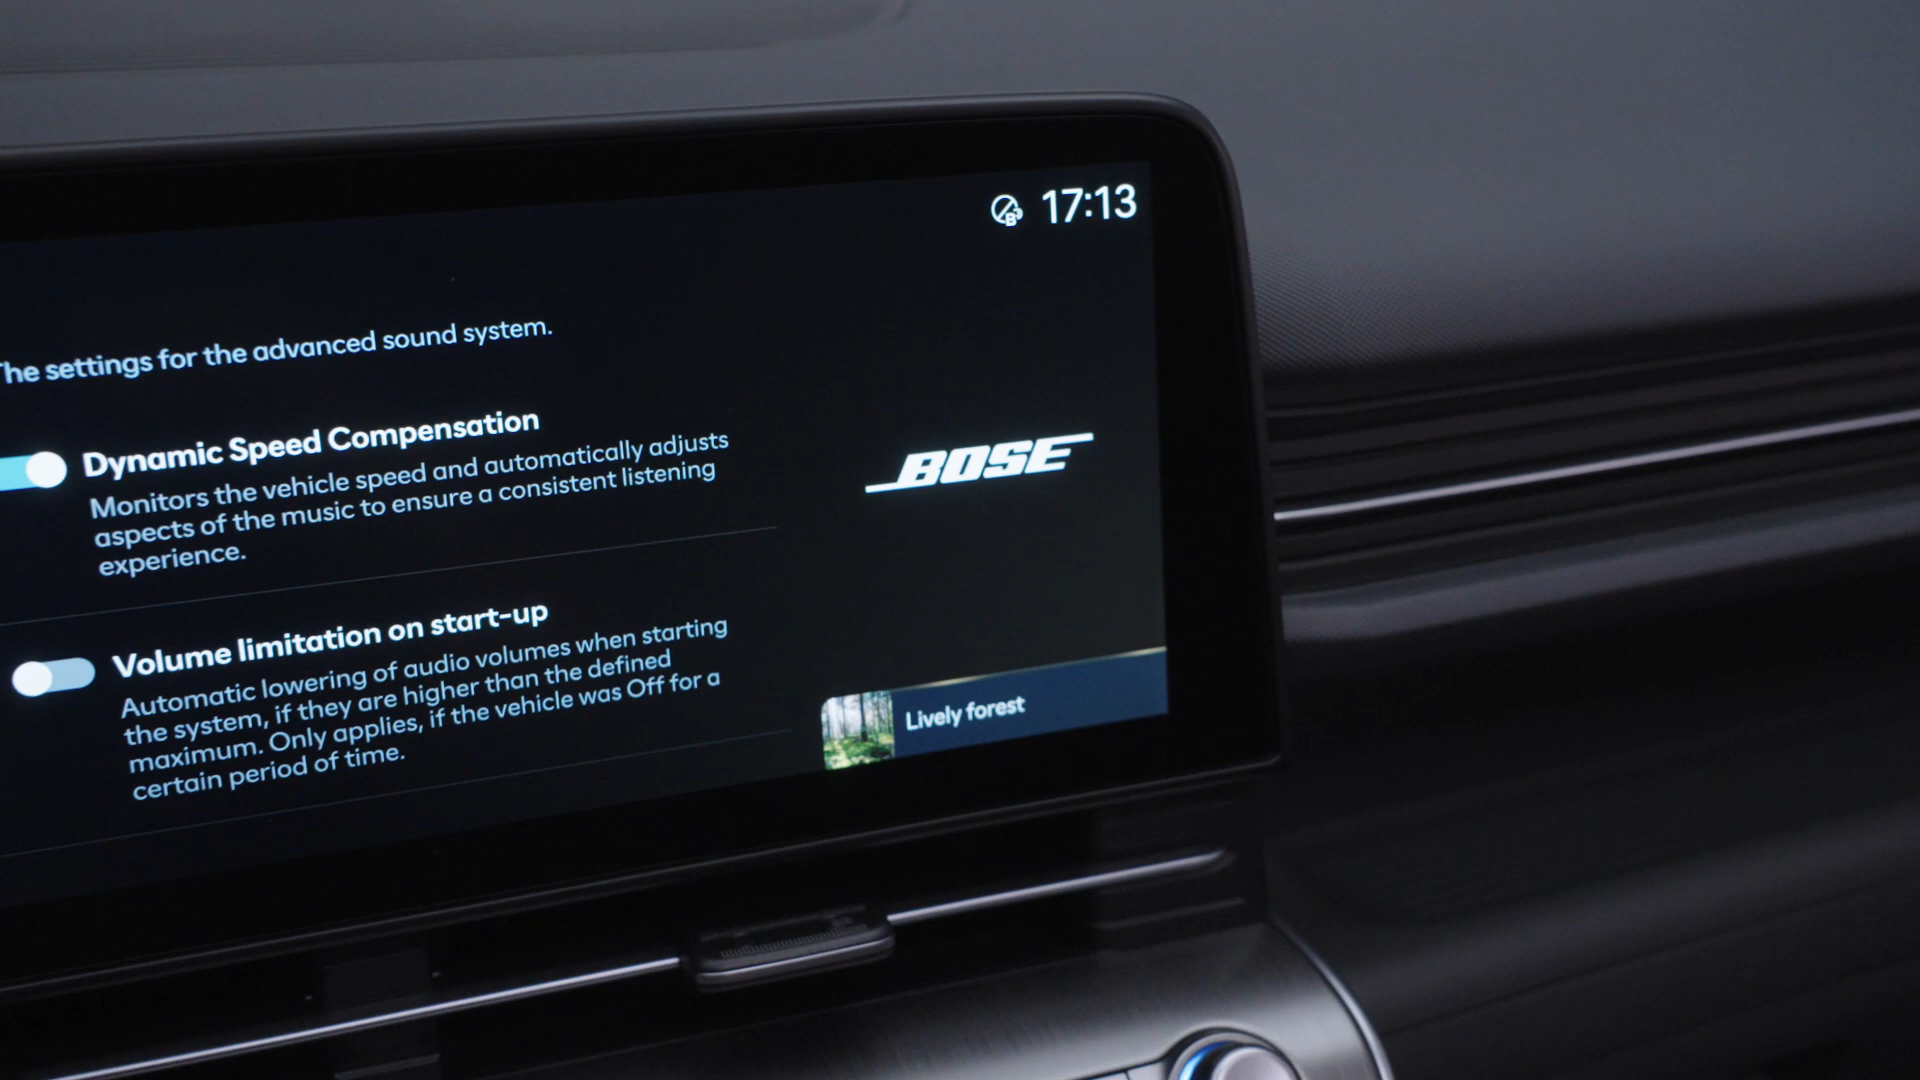 17:13
The settings for the advanced sound system.
Dynamic Speed Compensation
Monitors the vehicle speed and automatically adjusts
aspects of the music to ensure a consistent listening
experience.
BOSE
Volume limitation on start-up
Automatic lowering of audio volumes when starting
the system, if they are higher than the defined
maximum. Only applies, if the vehicle was Off for a
certain period of time.
Lively forest